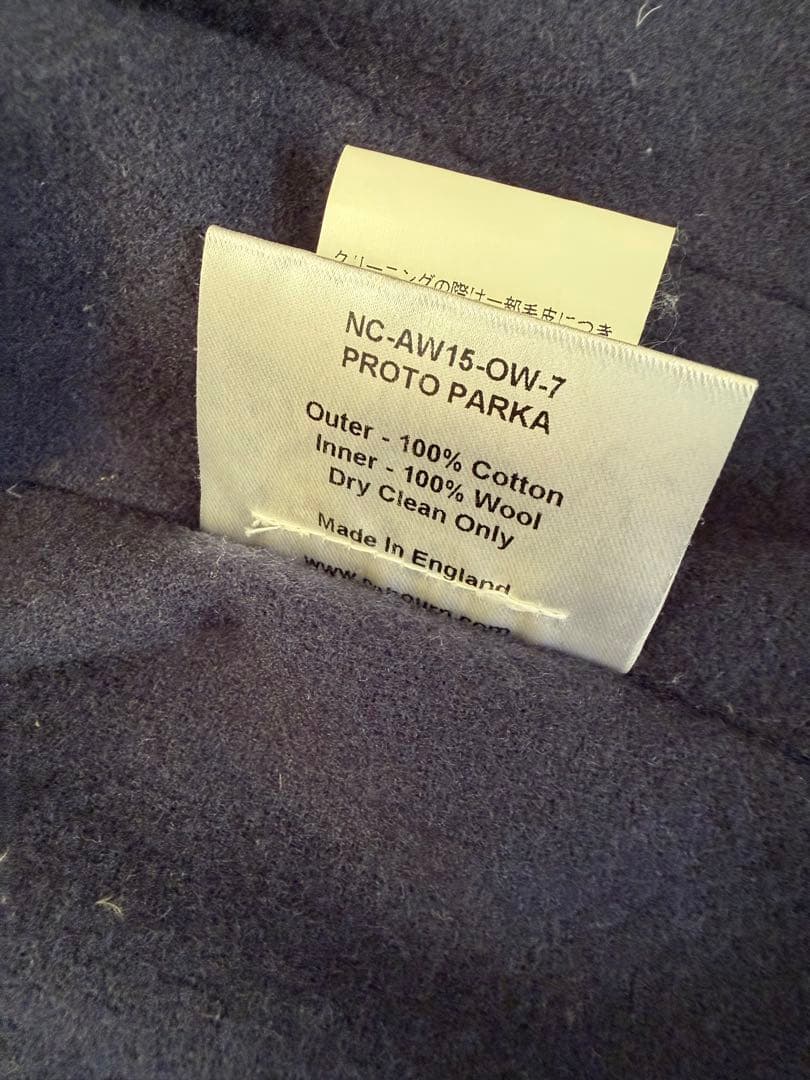 クリーニングの際は一部毛皮につき
NC-AW15-OW-7
PROTO PARKA
Outer - 100% Cotton
Inner - 100% Wool
Dry Clean Only
Made In England